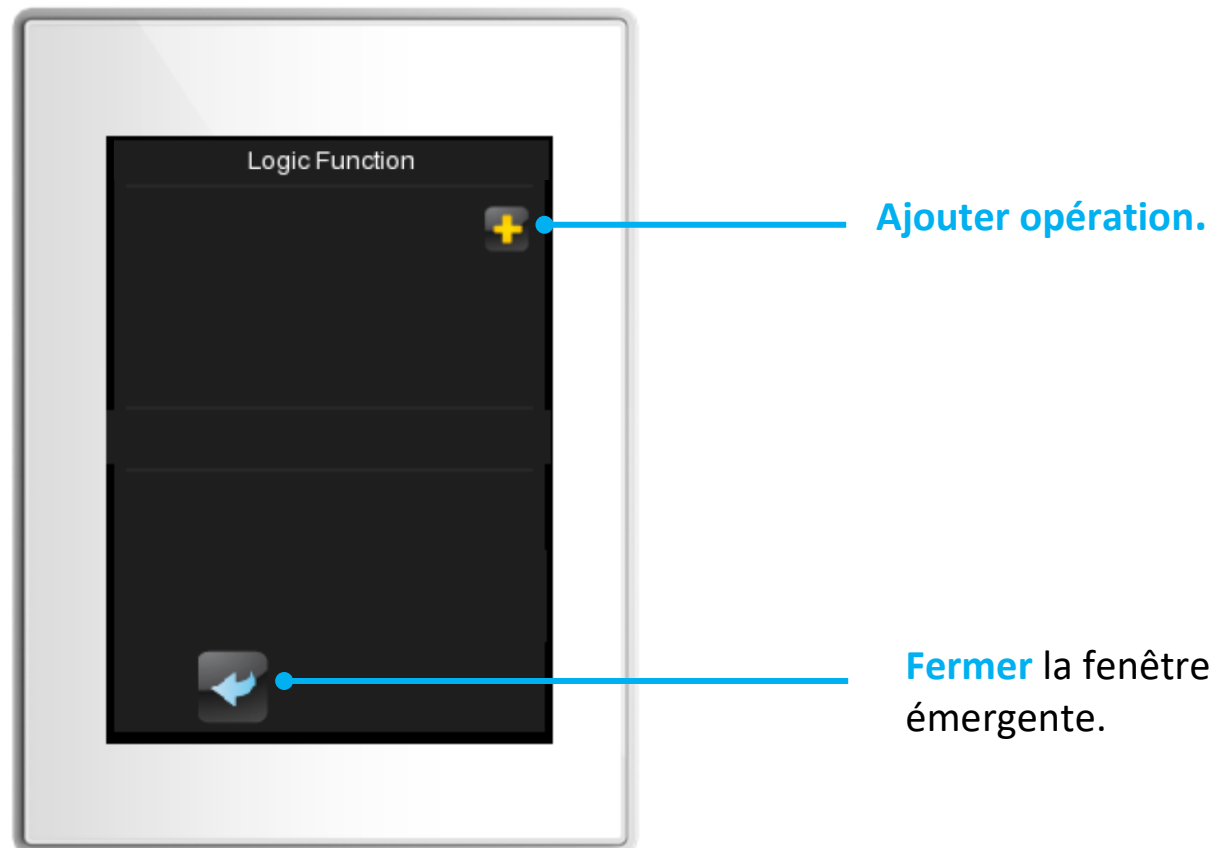 Logic Function
Ajouter opération.
Fermer la fenêtre
émergente.